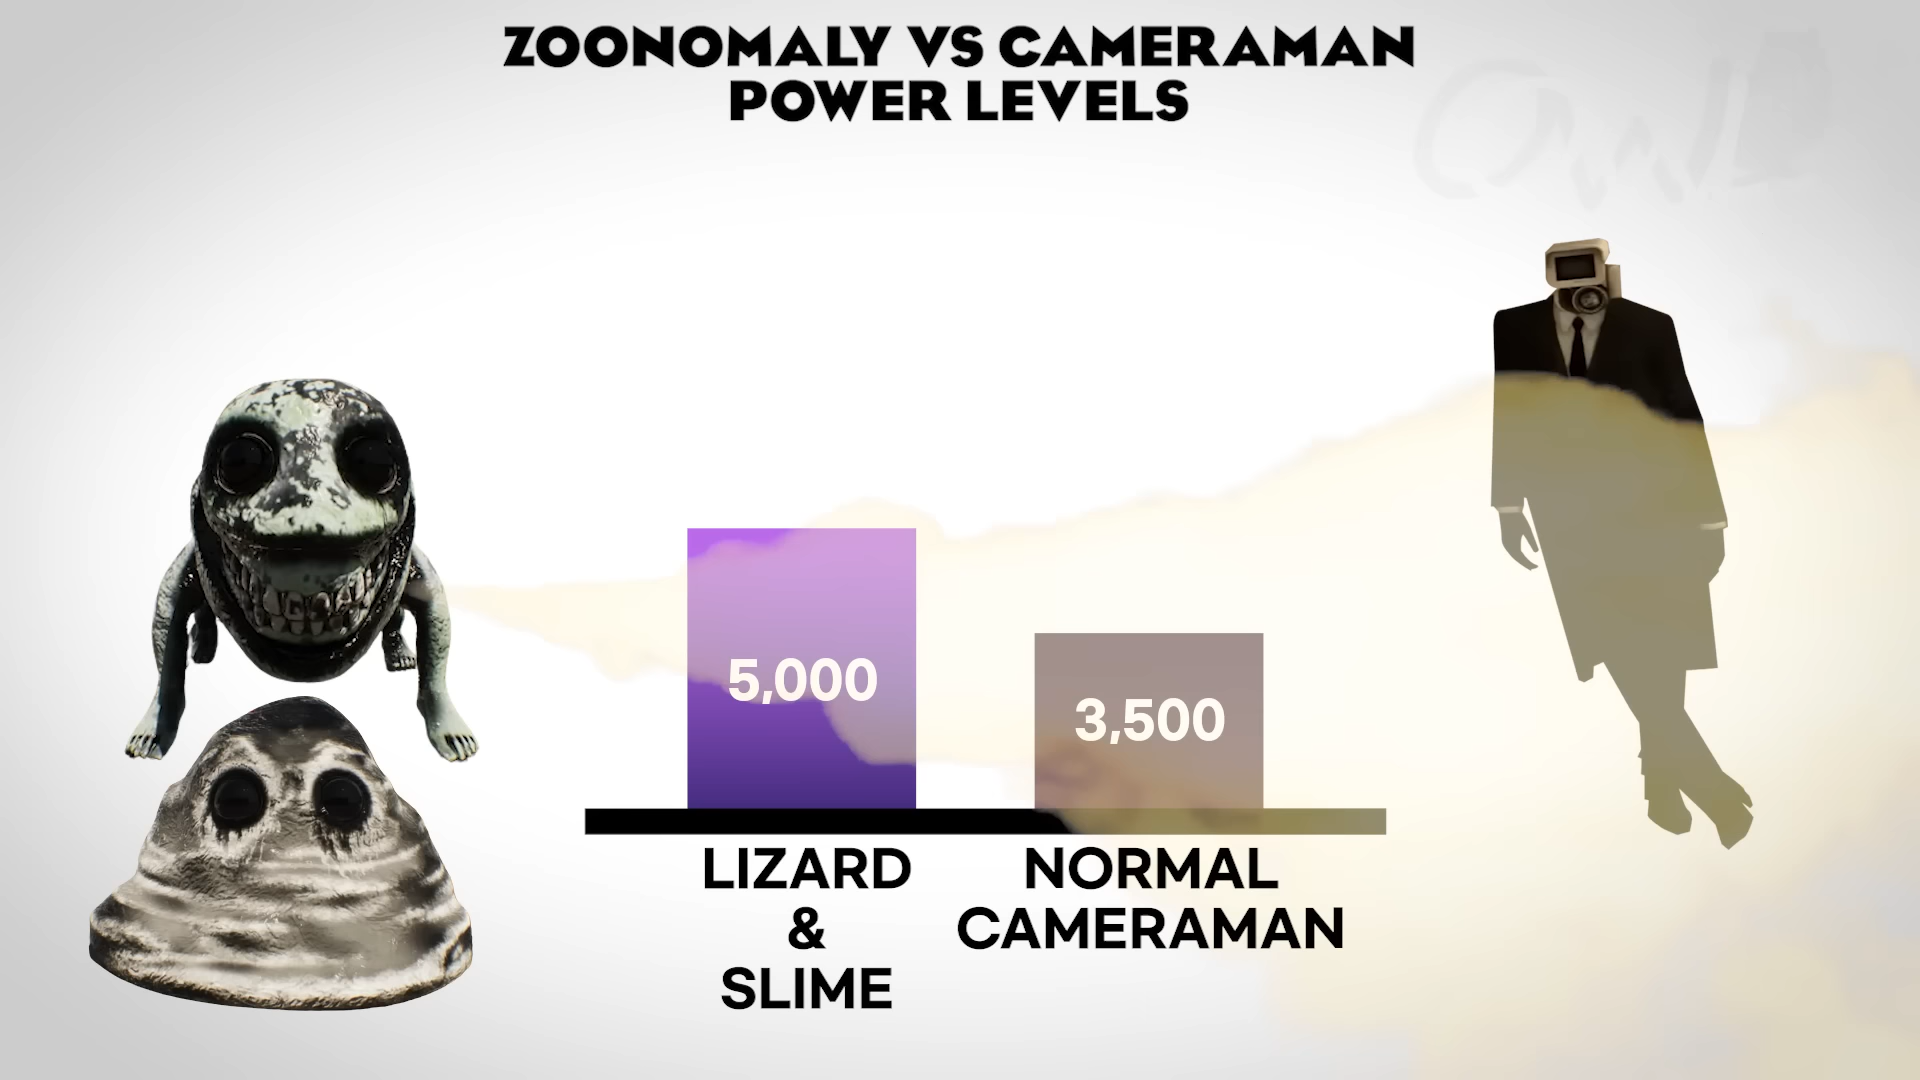 ZOONOMALY VS CAMERAMAN
POWER LEVELS
5,000
3,500
LIZARD
&
SLIME
NORMAL
CAMERAMAN